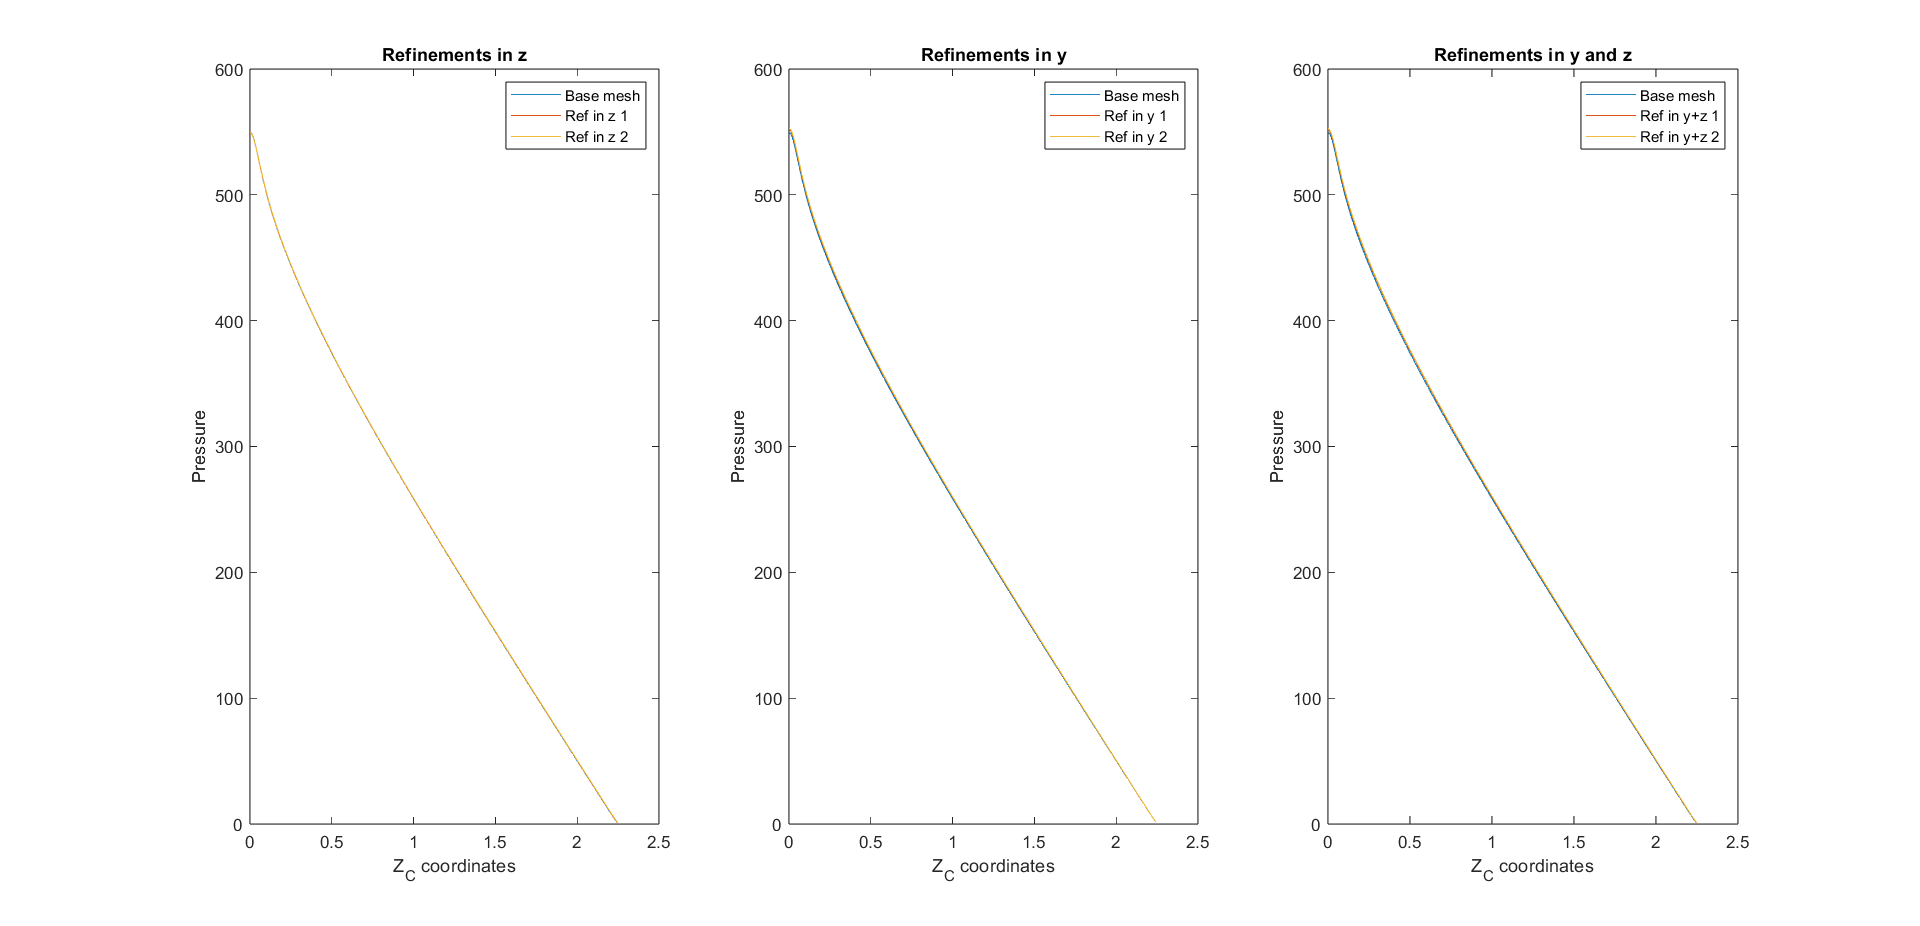 Refinements in z
600
500
400
300
200
100
0
Pressure
0 0.5 1 1.5 2 2.5
Z_C coordinates
Base mesh
Ref in z 1
Ref in z 2
Refinements in y
600
500
400
300
200
100
0
Pressure
0 0.5 1 1.5 2 2.5
Z_C coordinates
Base mesh
Ref in y 1
Ref in y 2
Refinements in y and z
600
500
400
300
200
100
0
Pressure
0 0.5 1 1.5 2 2.5
Z_C coordinates
Base mesh
Ref in y+z 1
Ref in y+z 2